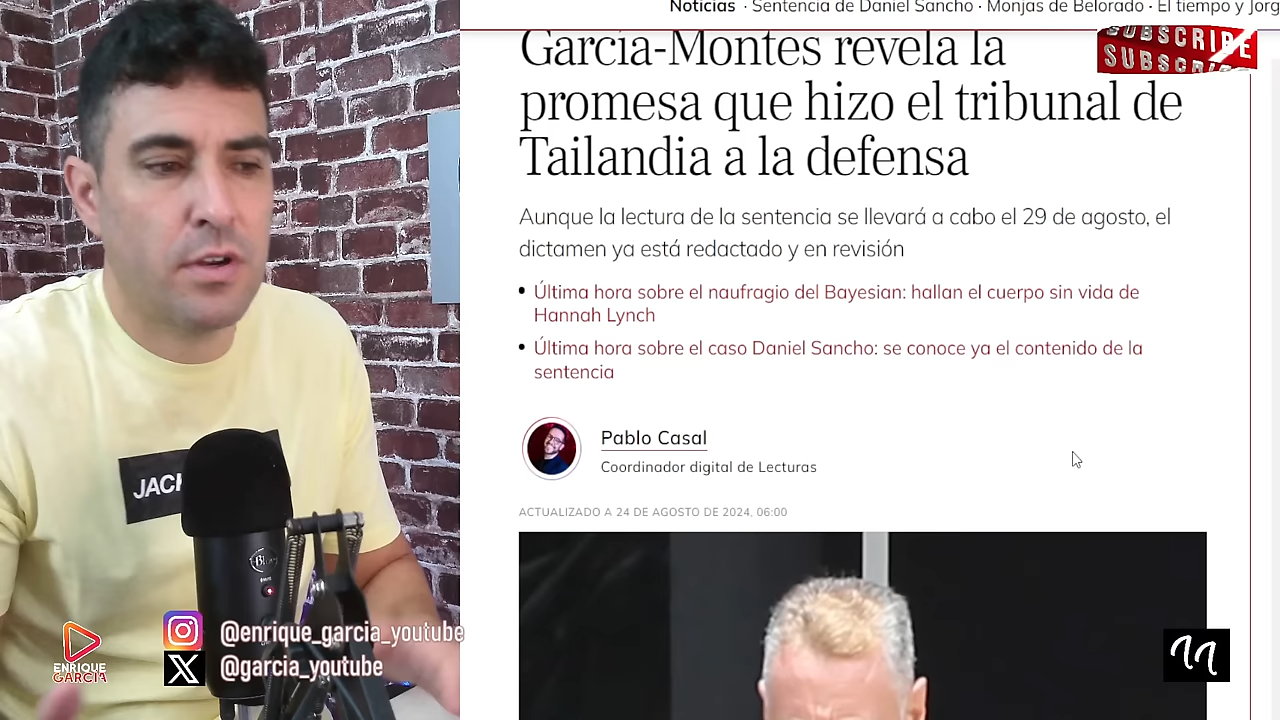 Noticias · Sentencia de Daniel Sancho · Monjas de Belorado · El tiempo y Jorg
García-Montes revela la
promesa que hizo el tribunal de
Tailandia a la defensa
SUBSCRIBE
SUBSCRIBE
Aunque la lectura de la sentencia se llevará a cabo el 29 de agosto, el
dictamen ya está redactado y en revisión
Última hora sobre el naufragio del Bayesian: hallan el cuerpo sin vida de
Hannah Lynch
Última hora sobre el caso Daniel Sancho: se conoce ya el contenido de la
sentencia
Pablo Casal
Coordinador digital de Lecturas
ACTUALIZADO A 24 DE AGOSTO DE 2024, 06:00
JACK
Blue
@enrique_garcia_youtube
@garcia_youtube
ENRIQUE
GARCIA